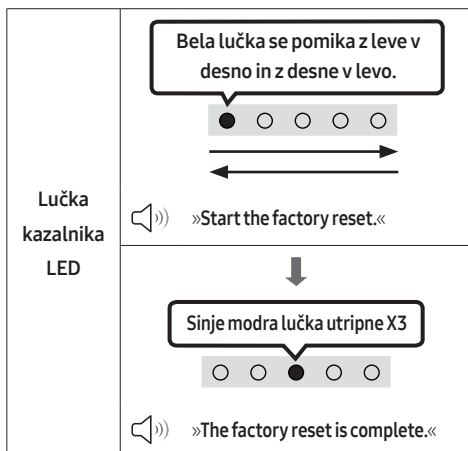 Bela lučka se pomika z leve v
desno in z desne v levo.
Lučka
kazalnika
LED
»Start the factory reset.«
Sinje modra lučka utripne X3
»The factory reset is complete.«